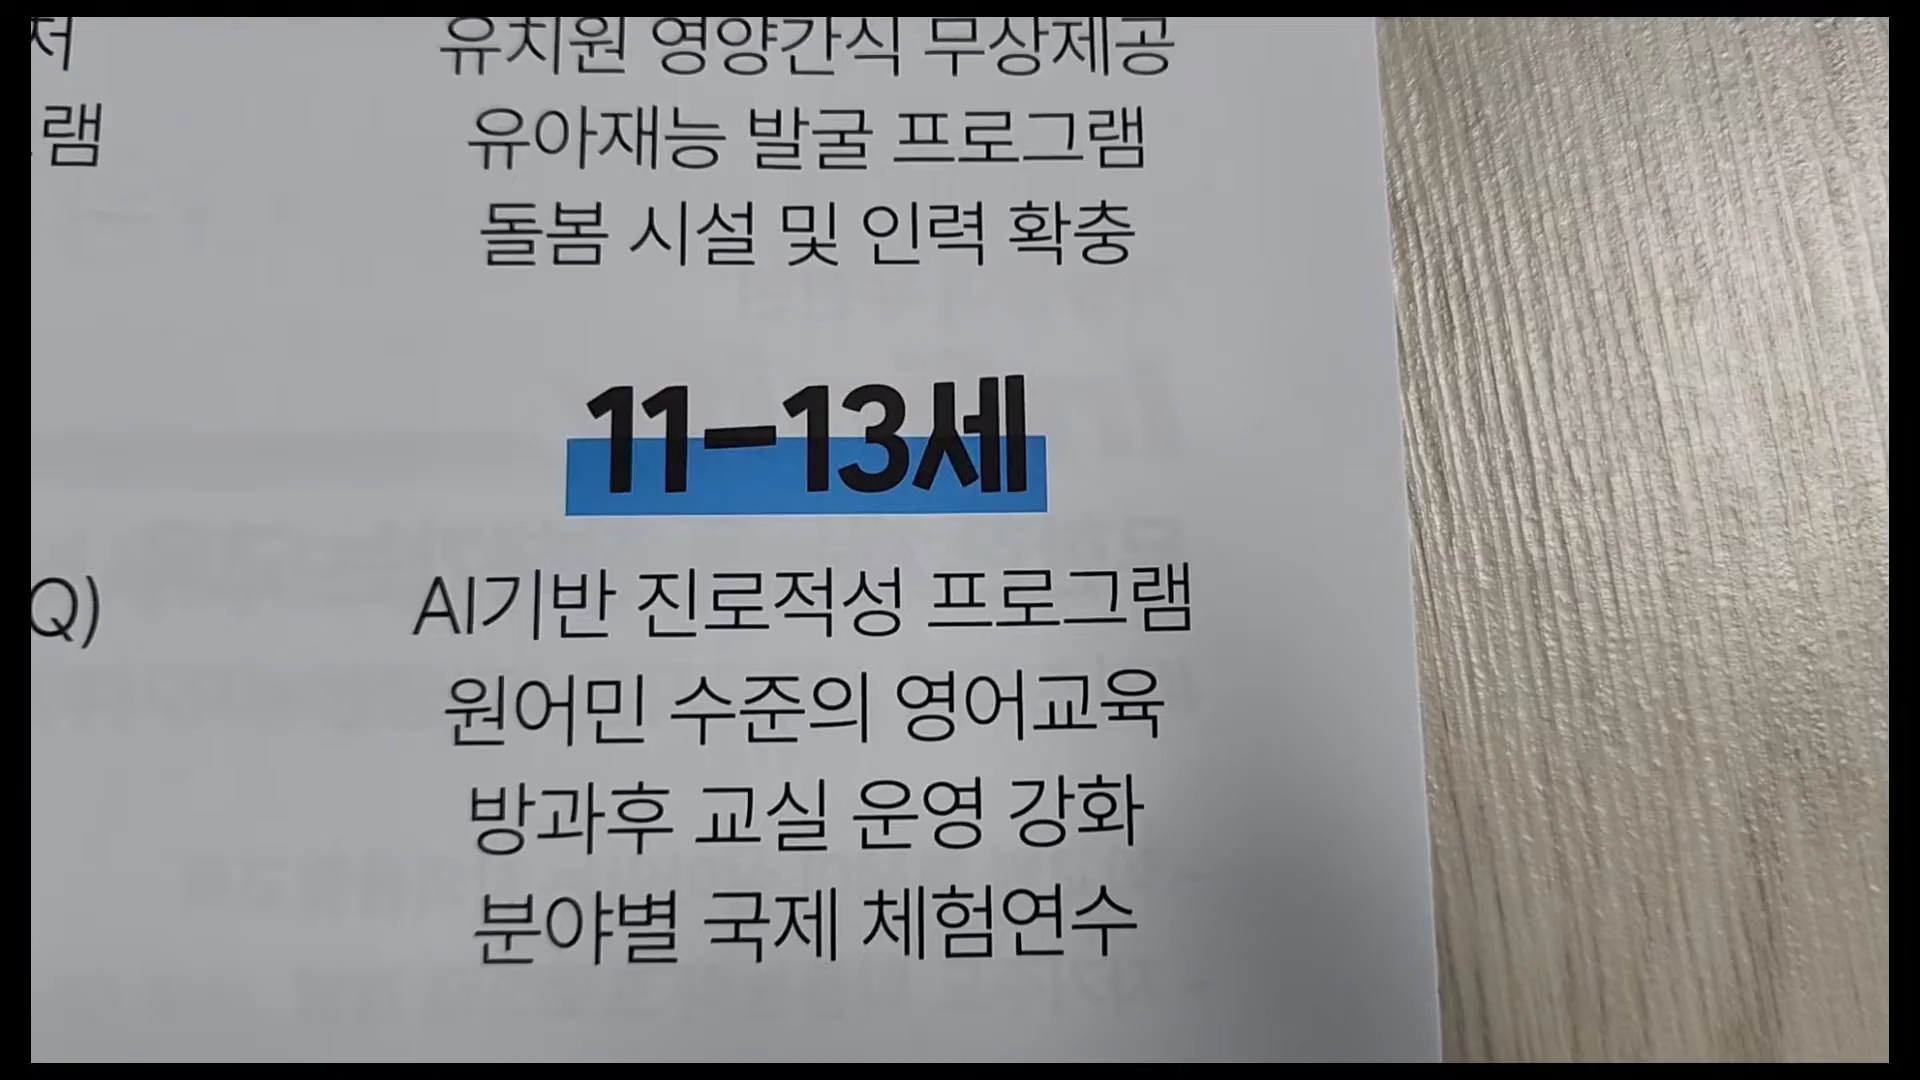 유치원 영양간식 무상제공
유아재능 발굴 프로그램
돌봄 시설 및 인력 확충
11-13세
AI기반 진로적성 프로그램
원어민 수준의 영어교육
방과후 교실 운영 강화
분야별 국제 체험연수
저
램
Q)